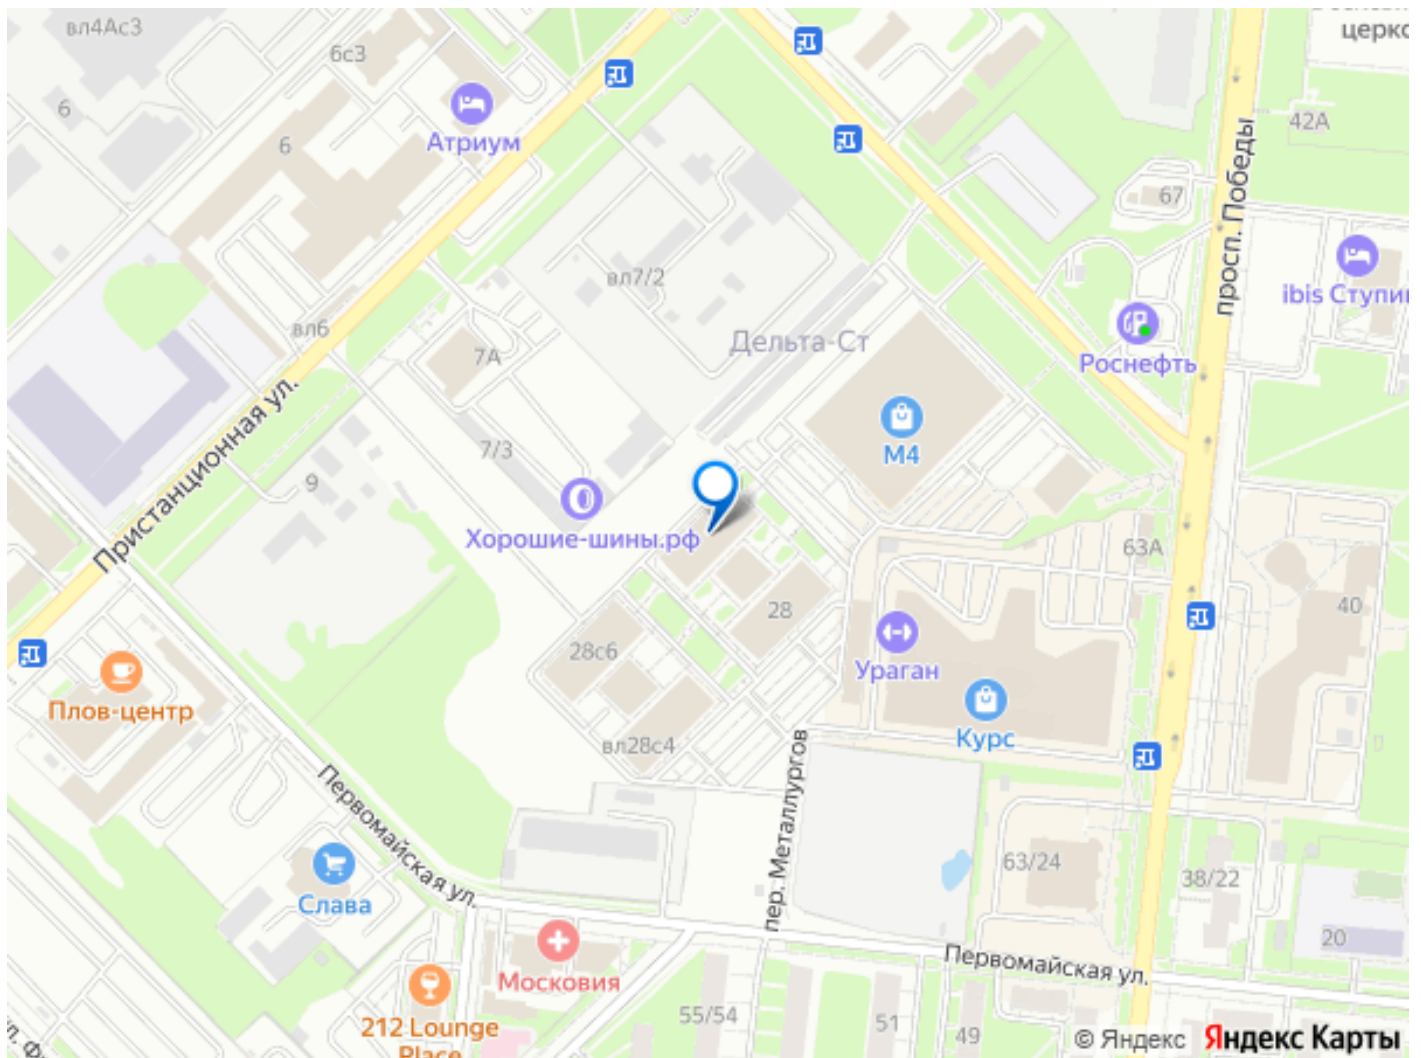 вл4Ас3
6с3
церко
6
6
Атриум
42А
67
просп. Победы
вл7/2
ibis Ступи
вл6
Дельта-Ст
7А
Роснефть
М4
7/3
9
Пристанционная ул.
Хорошие-шины.рф
63А
28
40
28с6
Ураган
Плов-центр
Курс
вл28с4
пер. Металлургов
Первомайская ул.
63/24
38/22
Слава
20
Московия
Первомайская ул.
55/54
51
49
212 Lounge
Place
© Яндекс Яндекс Карты